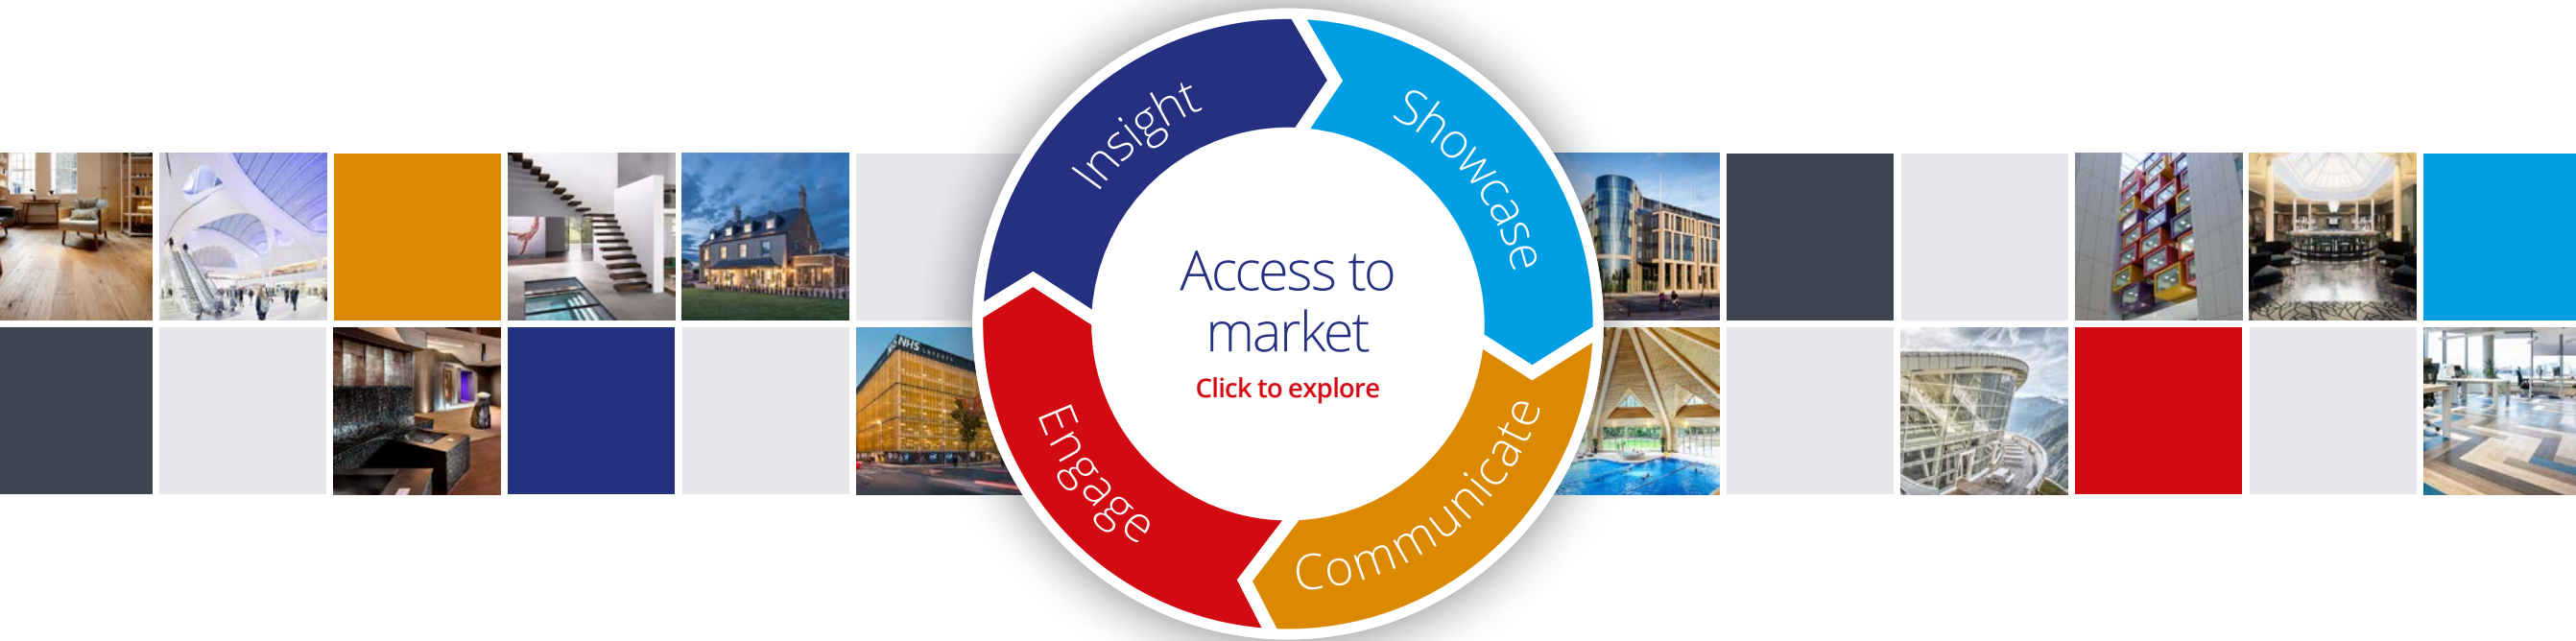 Insight
Showcase
Access to
market
Click to explore
Engage
Communicate
NHS